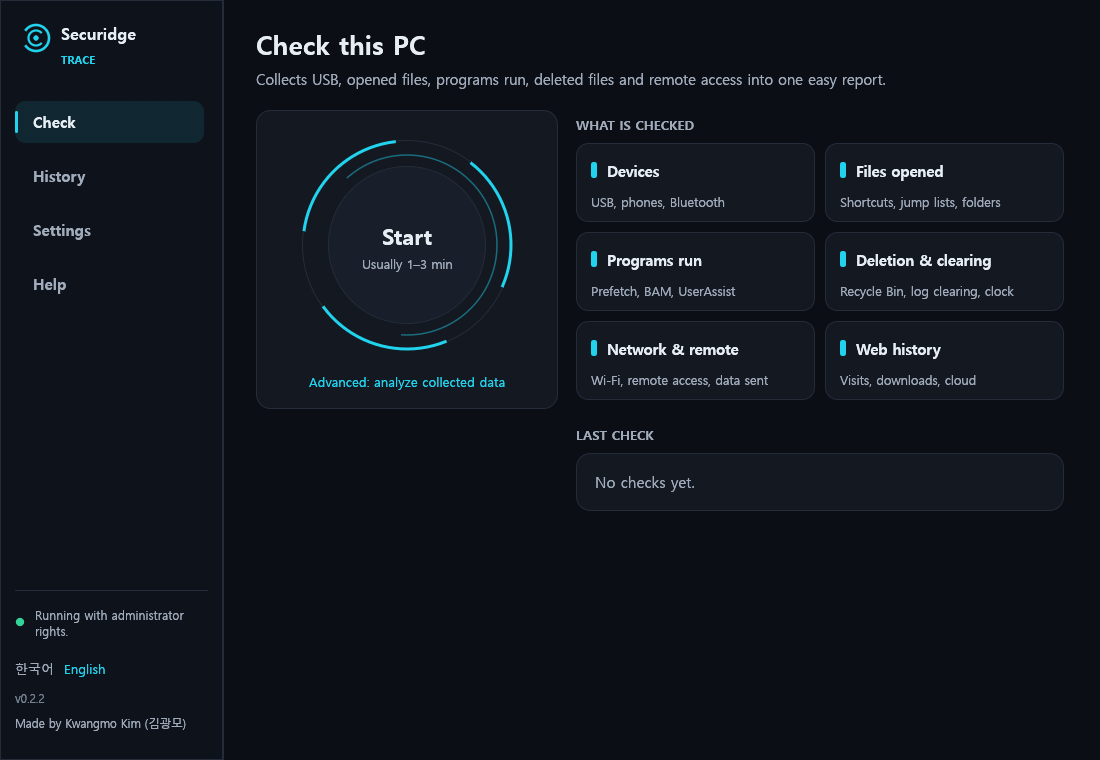 Securidge
TRACE
Check
History
Settings
Help
Running with administrator
rights.
한국어 English
v0.2.2
Made by Kwangmo Kim (김광모)
Check this PC
Collects USB, opened files, programs run, deleted files and remote access into one easy report.
Start
Usually 1–3 min
Advanced: analyze collected data
WHAT IS CHECKED
Devices
USB, phones, Bluetooth
Files opened
Shortcuts, jump lists, folders
Programs run
Prefetch, BAM, UserAssist
Deletion & clearing
Recycle Bin, log clearing, clock
Network & remote
Wi-Fi, remote access, data sent
Web history
Visits, downloads, cloud
LAST CHECK
No checks yet.